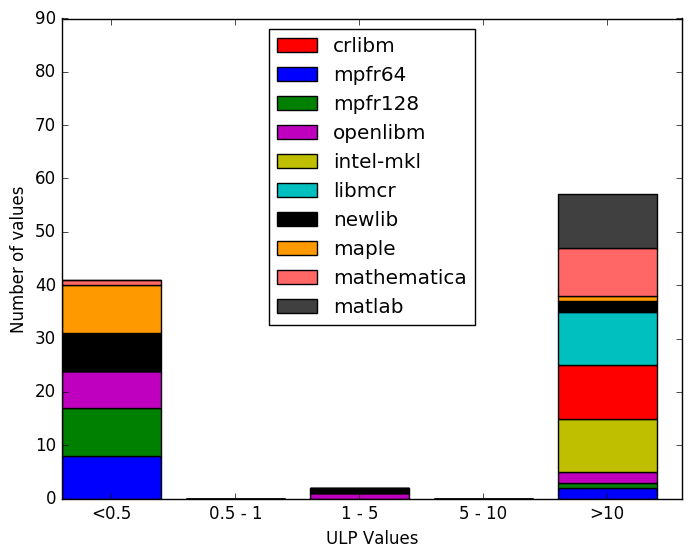 90
80
70
60
50
40
30
20
10
0
Number of values
crlibm
mpfr64
mpfr128
openlibm
intel-mkl
libmcr
newlib
maple
mathematica
matlab
<0.5
0.5 - 1
1 - 5
5 - 10
>10
ULP Values